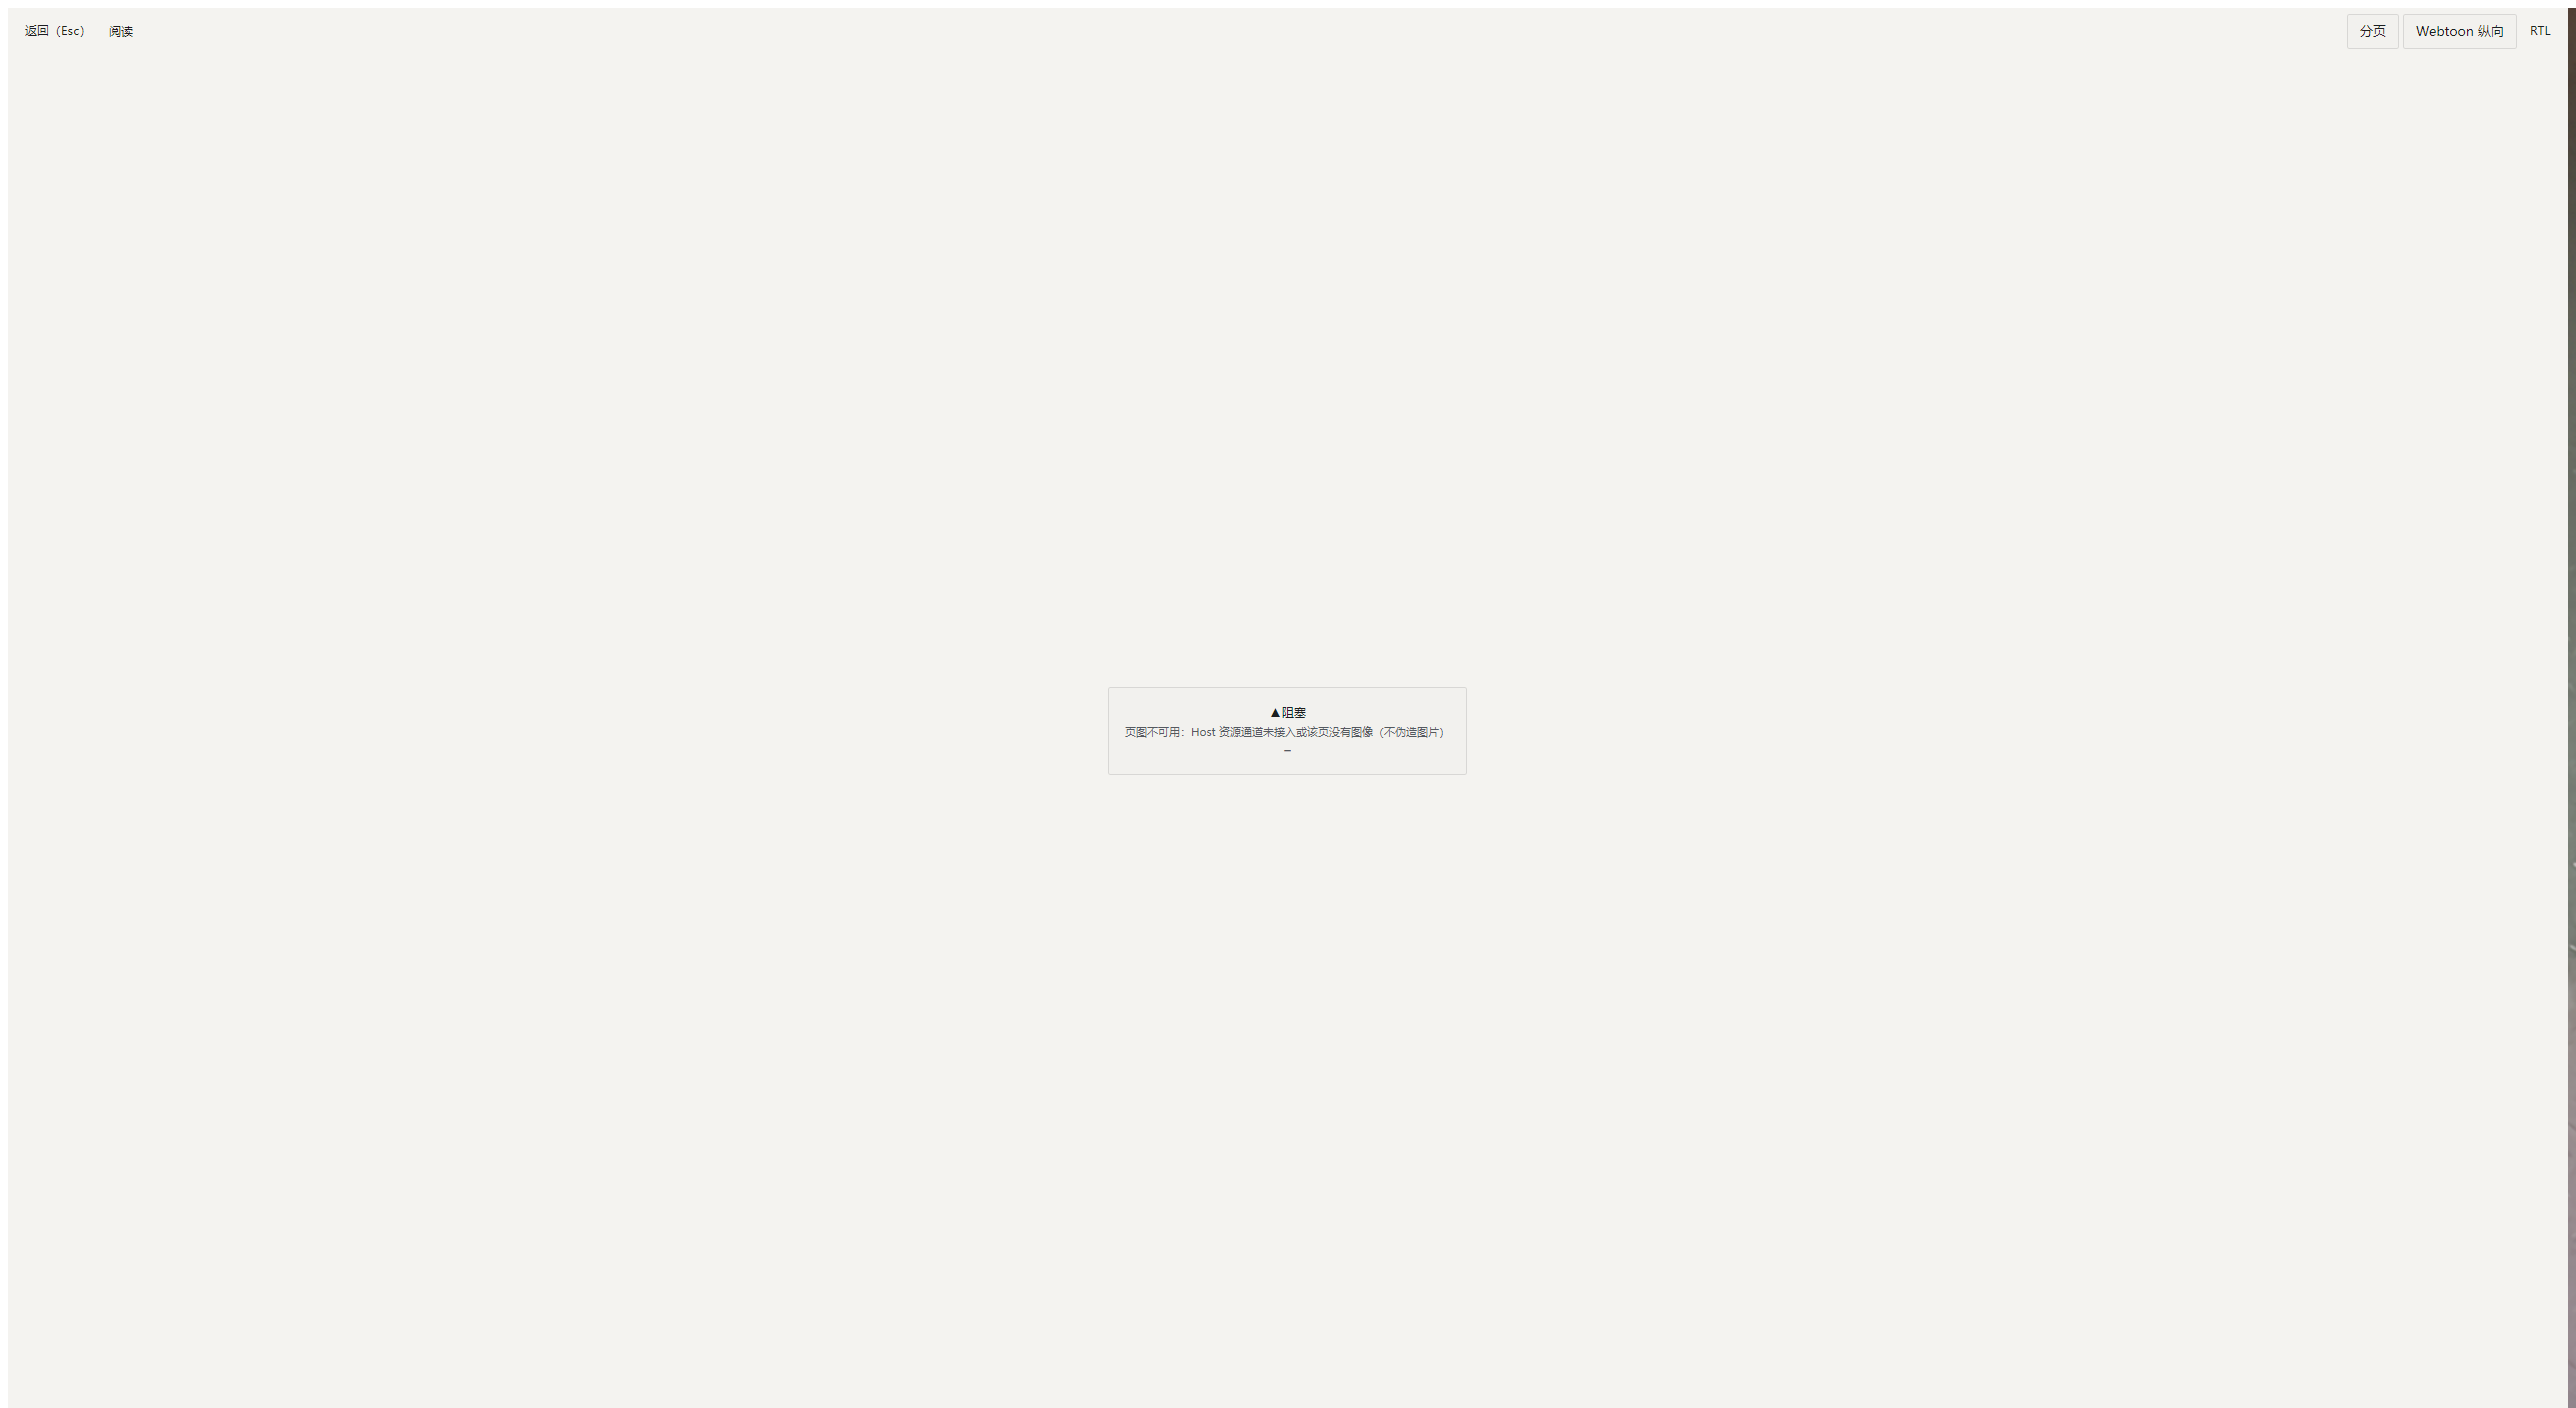 返回（Esc） 阅读 分页 Webtoon 纵向 RTL
▲阻塞
页图不可用：Host 资源通道未接入或该页没有图像（不伪造图片）
–